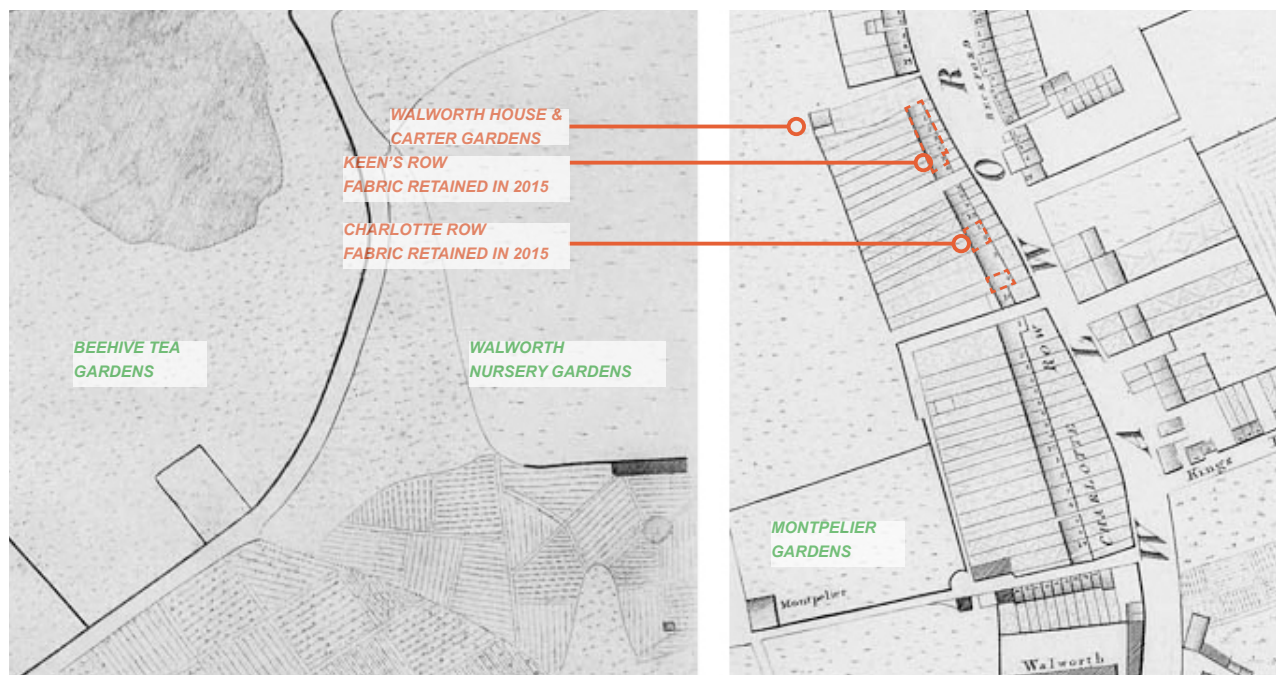 WALWORTH HOUSE &
CARTER GARDENS
KEEN'S ROW
FABRIC RETAINED IN 2015
CHARLOTTE ROW
FABRIC RETAINED IN 2015
BEEHIVE TEA
GARDENS
WALWORTH
NURSERY GARDENS
MONTPELIER
GARDENS
WALWOR
CHARLOTTE ROW
Kings
Montpelier
Walworth